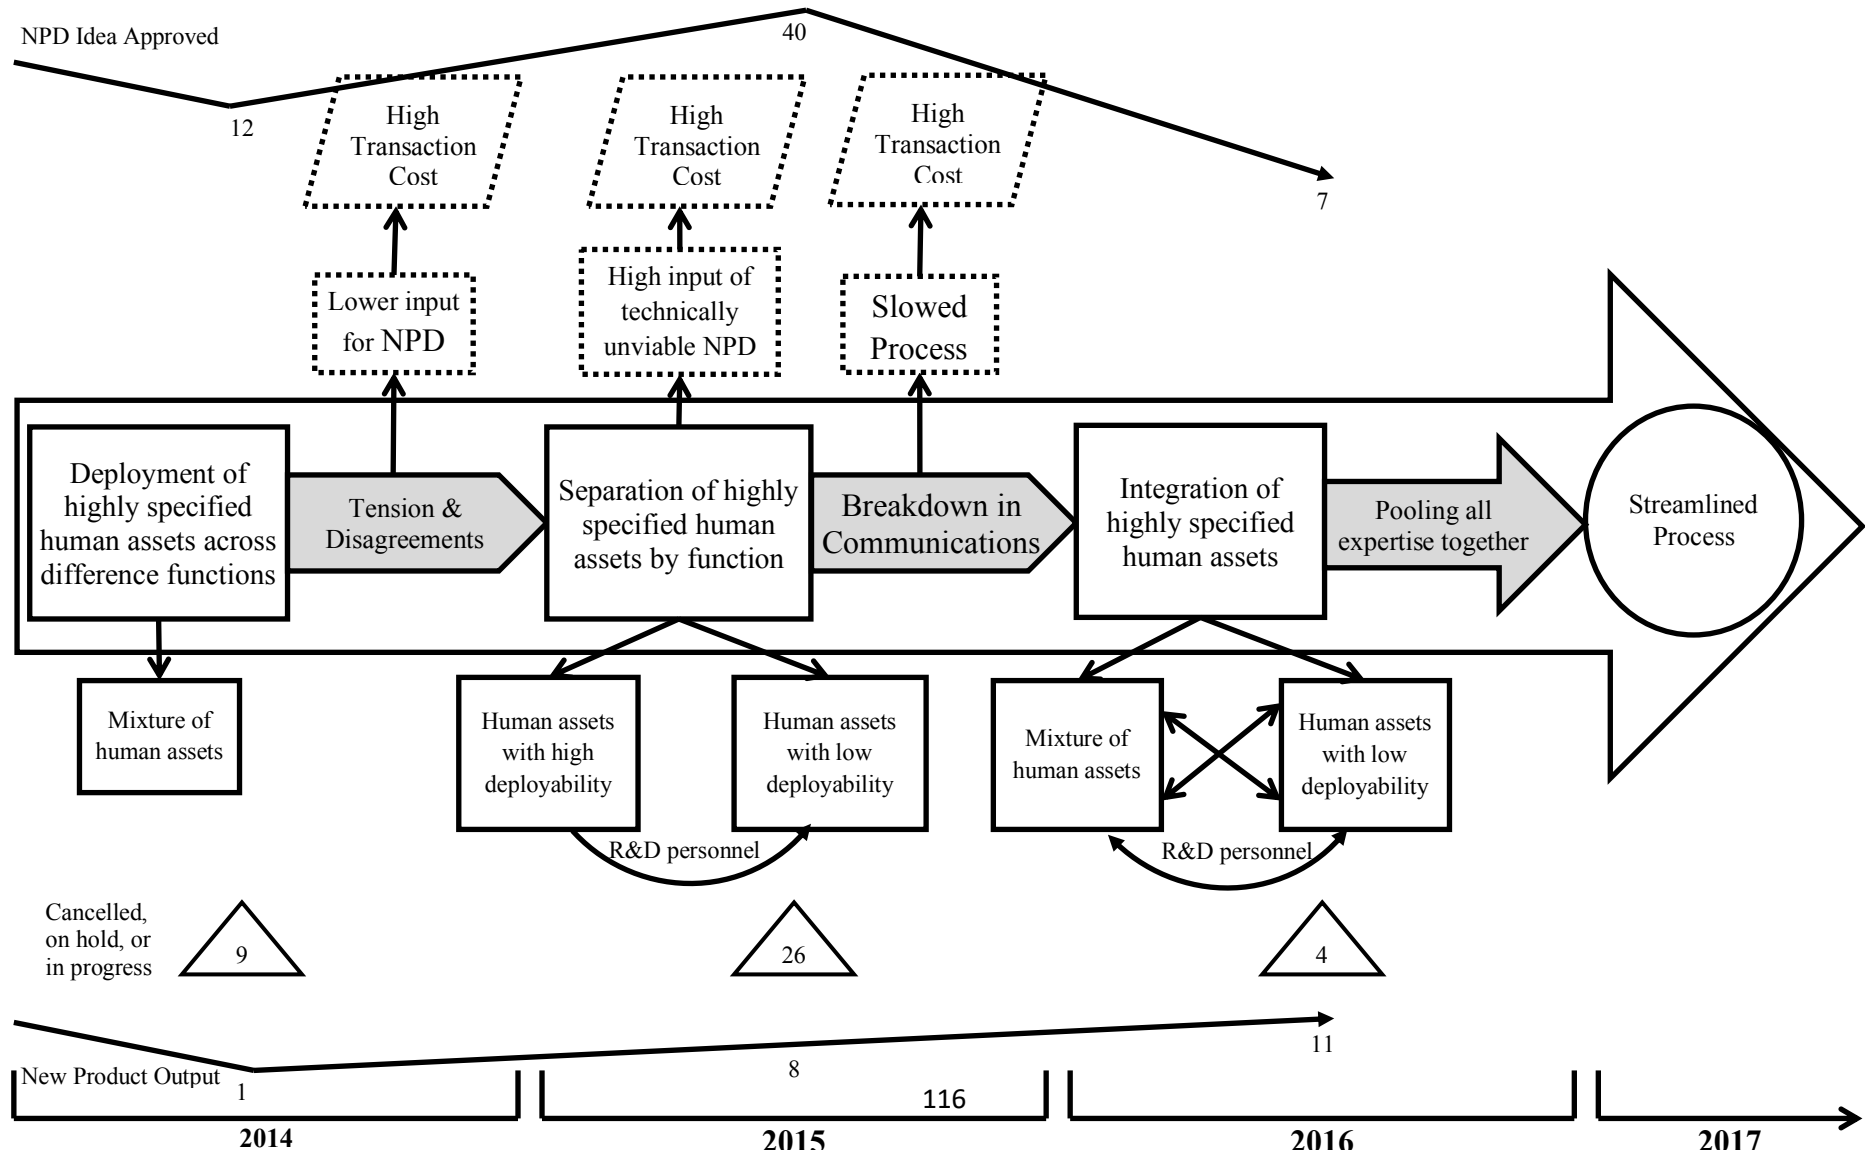 NPD Idea Approved
40
12
7
High
Transaction
Cost
High
Transaction
Cost
High
Transaction
Cost
Lower input
for NPD
High input of
technically
unviable NPD
Slowed
Process
Deployment of
highly specified
human assets across
difference functions
Tension &
Disagreements
Separation of highly
specified human
assets by function
Breakdown in
Communications
Integration of
highly specified
human assets
Pooling all
expertise together
Streamlined
Process
Mixture of
human assets
Human assets
with high
deployability
Human assets
with low
deployability
R&D personnel
Mixture of
human assets
Human assets
with low
deployability
R&D personnel
Cancelled,
on hold, or
in progress
9
26
4
New Product Output
1
8
11
116
2014
2015
2016
2017